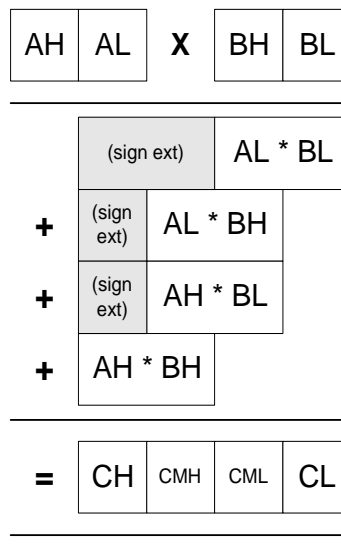 AH AL X BH BL
(sign ext) AL * BL
+ (sign
ext) AL * BH
+ (sign
ext) AH * BL
+ AH * BH
= CH CMH CML CL